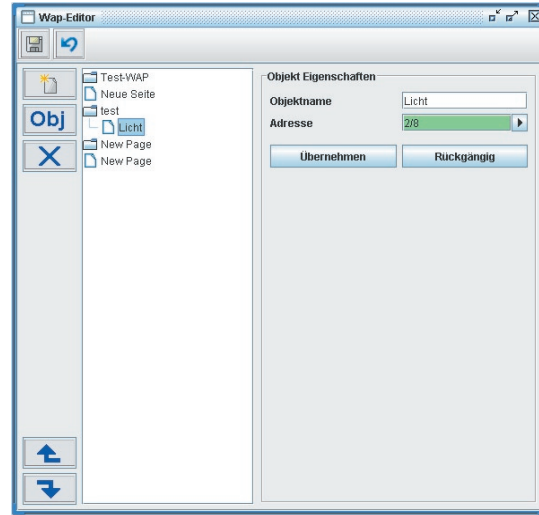 Wap-Editor
Obj
Test-WAP
Neue Seite
test
Licht
New Page
New Page
Objekt Eigenschaften
Objektname Licht
Adresse 2/8
Übernehmen Rückgängig